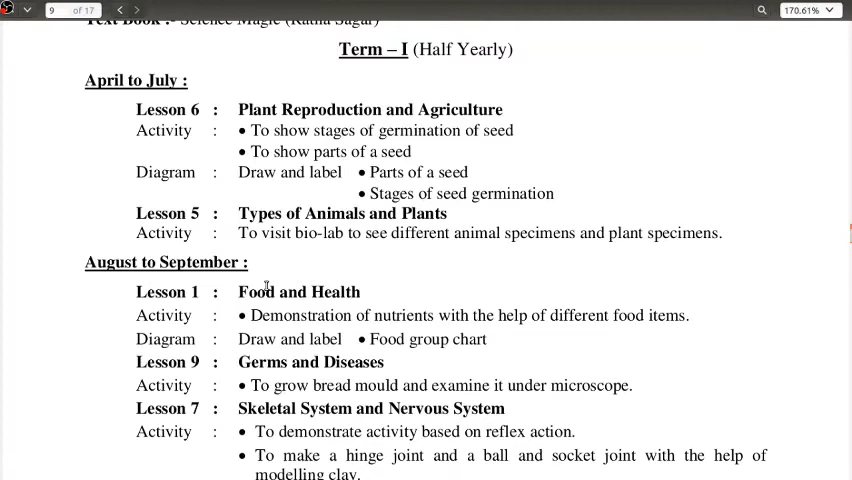 9 of 17
170.61%
Text Book :- Science Magic (Ratna Sagar)
Term – I (Half Yearly)
April to July :
Lesson 6 : Plant Reproduction and Agriculture
Activity : • To show stages of germination of seed
• To show parts of a seed
Diagram : Draw and label • Parts of a seed
• Stages of seed germination
Lesson 5 : Types of Animals and Plants
Activity : To visit bio-lab to see different animal specimens and plant specimens.
August to September :
Lesson 1 : Food and Health
Activity : • Demonstration of nutrients with the help of different food items.
Diagram : Draw and label • Food group chart
Lesson 9 : Germs and Diseases
Activity : • To grow bread mould and examine it under microscope.
Lesson 7 : Skeletal System and Nervous System
Activity : • To demonstrate activity based on reflex action.
• To make a hinge joint and a ball and socket joint with the help of
modelling clay.